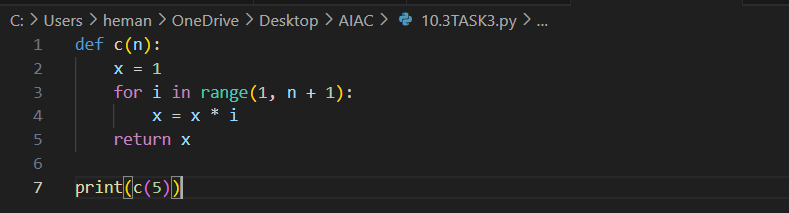 C: > Users > heman > OneDrive > Desktop > AIAC > 10.3TASK3.py > ...
1 def c(n):
2     x = 1
3     for i in range(1, n + 1):
4         x = x * i
5     return x
6
7 print(c(5))